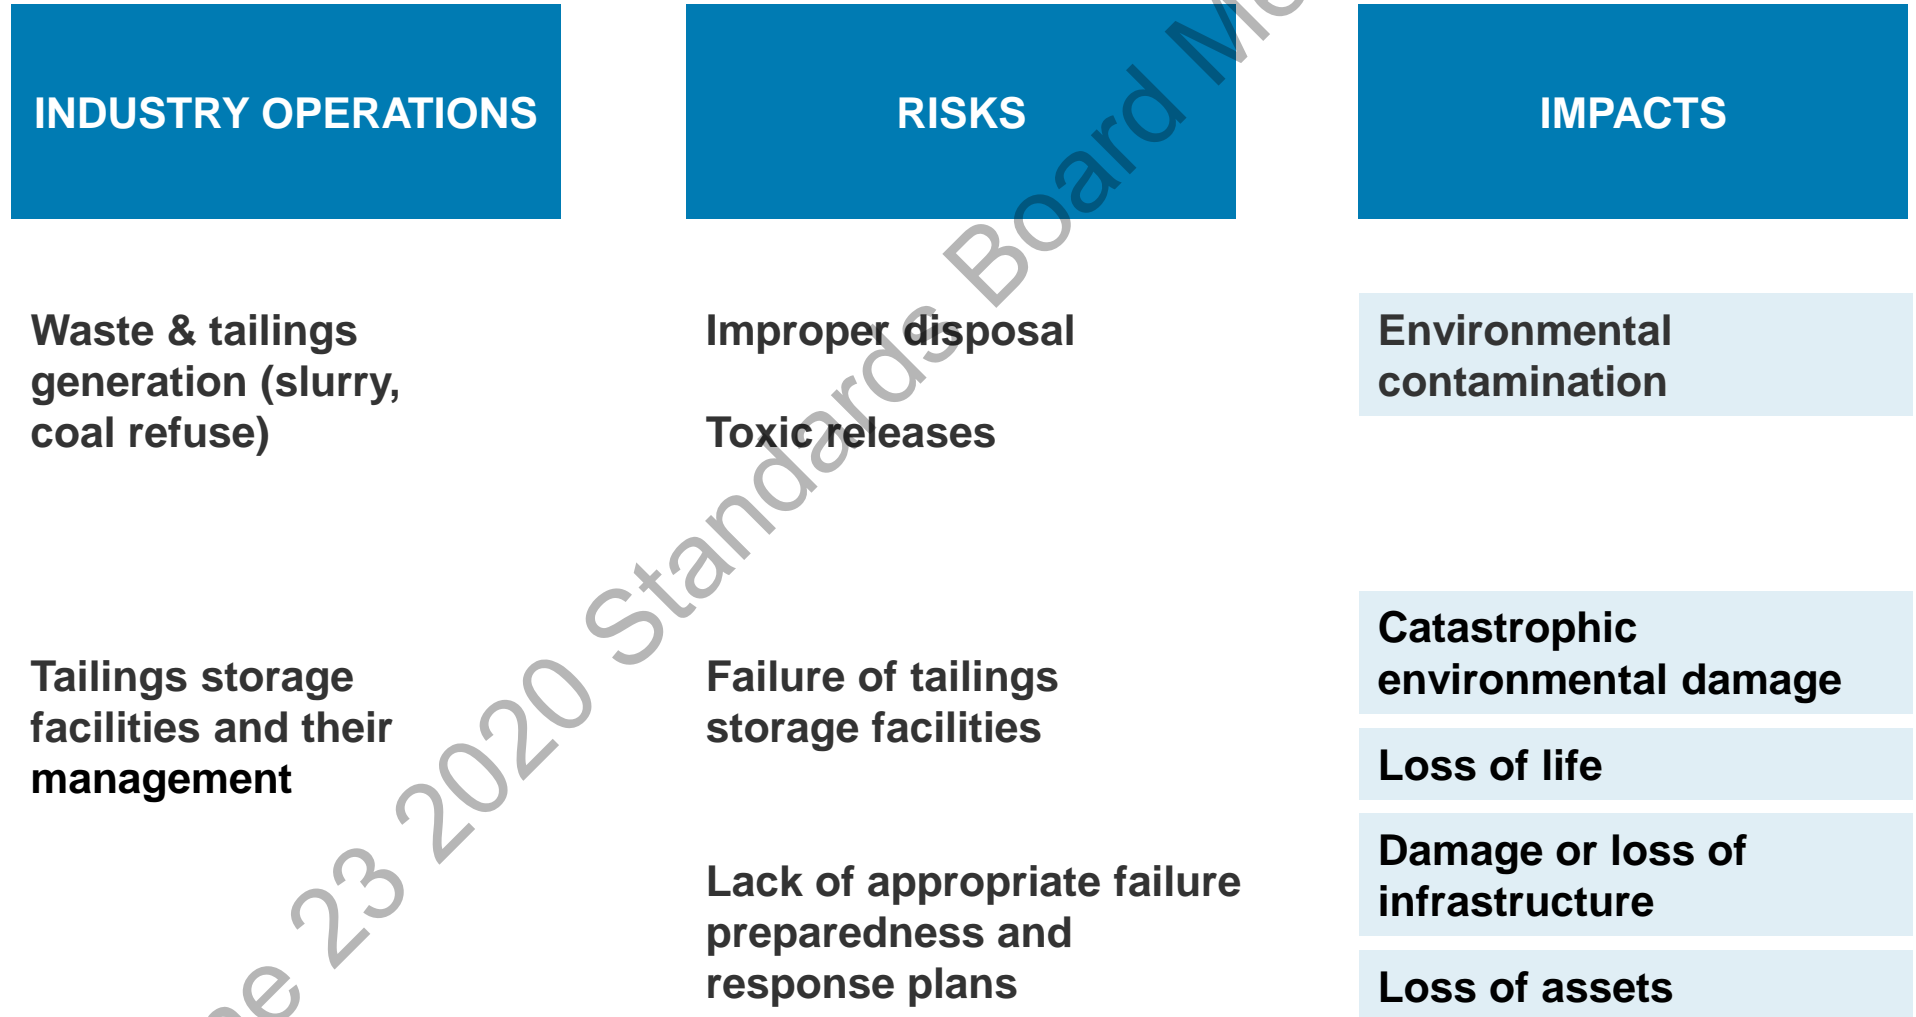 INDUSTRY OPERATIONS
RISKS
IMPACTS
Waste & tailings
generation (slurry,
coal refuse)
Improper disposal
Toxic releases
Environmental
contamination
Tailings storage
facilities and their
management
Failure of tailings
storage facilities
Lack of appropriate failure
preparedness and
response plans
Catastrophic
environmental damage
Loss of life
Damage or loss of
infrastructure
Loss of assets
23 2020 Standards Board